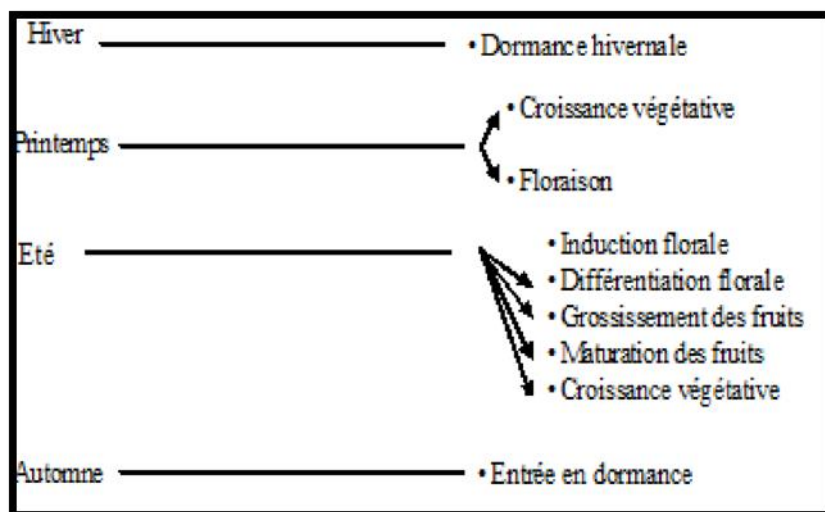 Hiver
• Dormance hivernale
• Croissance végétative
Printemps
• Floraison
• Induction florale
Eté
• Différentiation florale
• Grossissement des fruits
• Maturation des fruits
• Croissance végétative
Automne
• Entrée en dormance